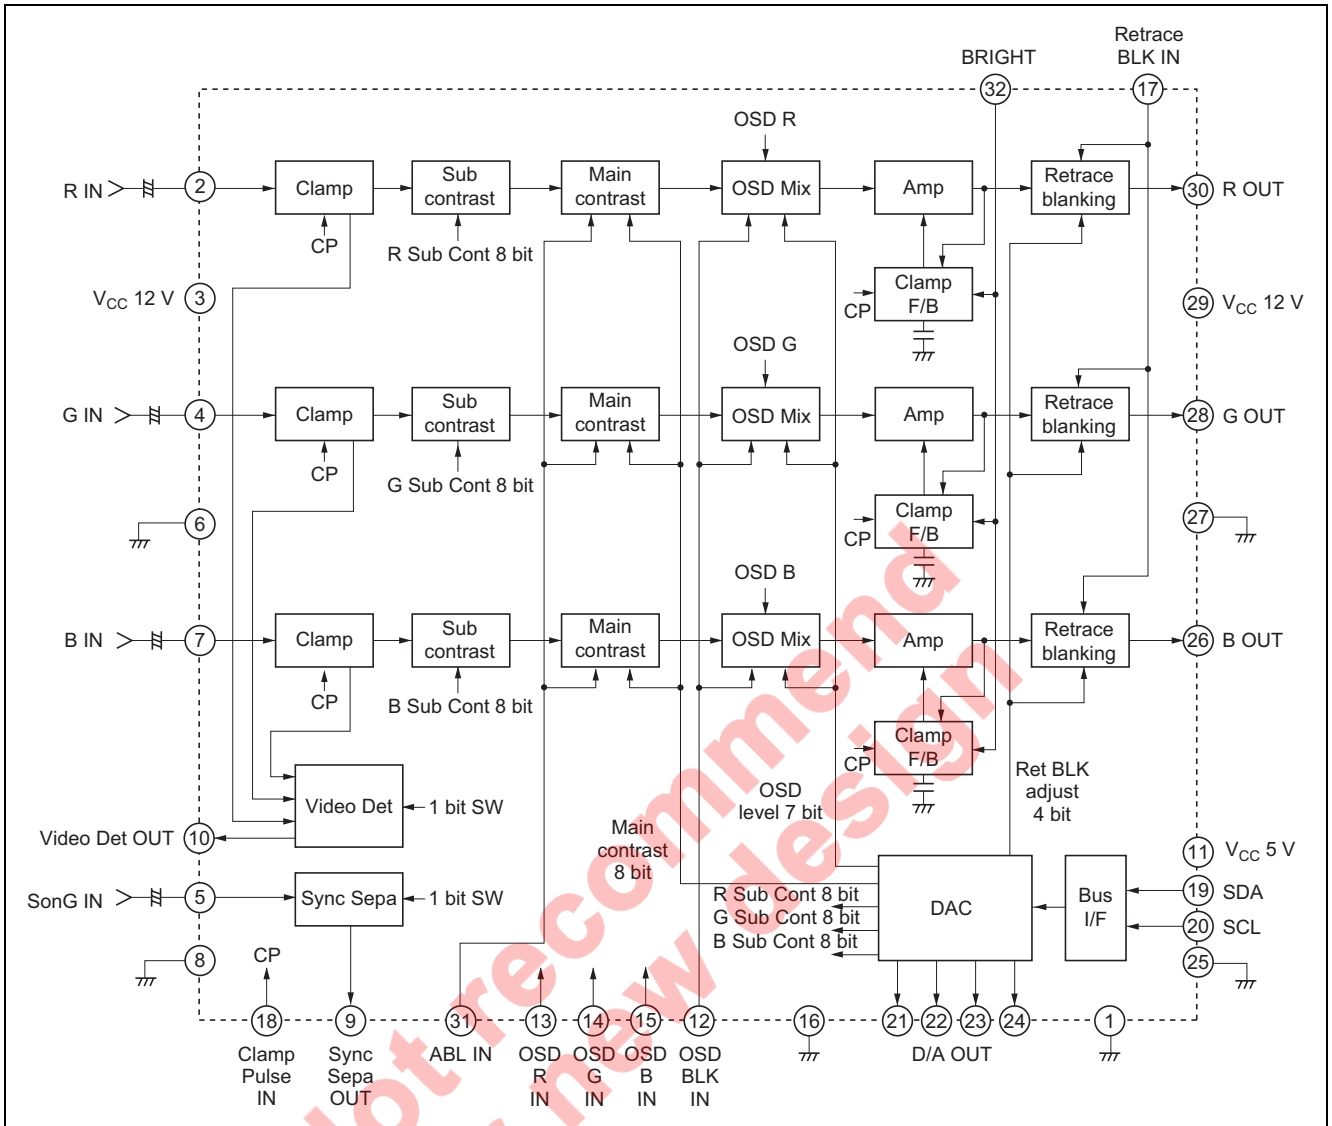 Retrace
BRIGHT BLK IN
32 17
OSD R
R IN 2 Clamp Sub contrast Main contrast OSD Mix Amp Retrace blanking 30 R OUT
CP
R Sub Cont 8 bit
VCC 12 V 3
CP Clamp F/B
29 VCC 12 V
OSD G
G IN 4 Clamp Sub contrast Main contrast OSD Mix Amp Retrace blanking 28 G OUT
CP
G Sub Cont 8 bit
6
CP Clamp F/B
27
OSD B
B IN 7 Clamp Sub contrast Main contrast OSD Mix Amp Retrace blanking 26 B OUT
CP
B Sub Cont 8 bit
CP Clamp F/B
Video Det 1 bit SW
Video Det OUT 10
OSD
level 7 bit
Ret BLK
adjust
4 bit
Main
contrast
8 bit
11 VCC 5 V
SonG IN 5 Sync Sepa 1 bit SW
R Sub Cont 8 bit
G Sub Cont 8 bit
B Sub Cont 8 bit
DAC
Bus
I/F
19 SDA
20 SCL
25
8
CP
18 9 31 13 14 15 12 16 21 22 23 24 1
Clamp
Pulse
IN
Sync
Sepa
OUT
ABL IN
OSD
R
IN
OSD
G
IN
OSD
B
IN
OSD
BLK
IN
D/A OUT
Not recommend
new design